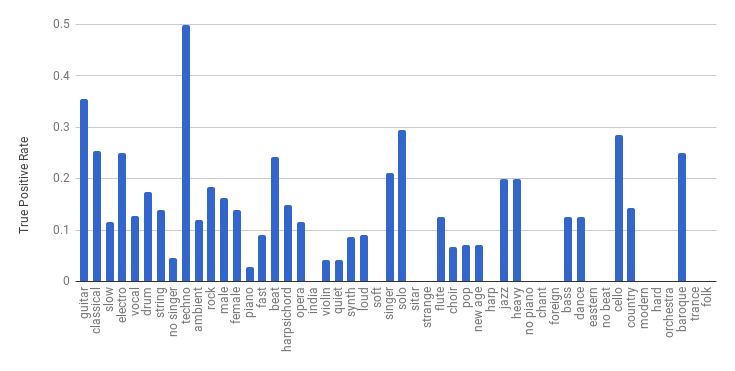 0.5
0.4
0.3
0.2
0.1
0
True Positive Rate
guitar
classical
slow
electro
vocal
drum
string
no singer
techno
ambient
rock
male
female
piano
fast
beat
harpsichord
opera
india
violin
quiet
synth
loud
soft
singer
solo
sitar
strange
flute
choir
pop
new age
harp
jazz
heavy
no piano
chant
foreign
bass
dance
eastern
no beat
cello
country
modern
hard
orchestra
baroque
trance
folk